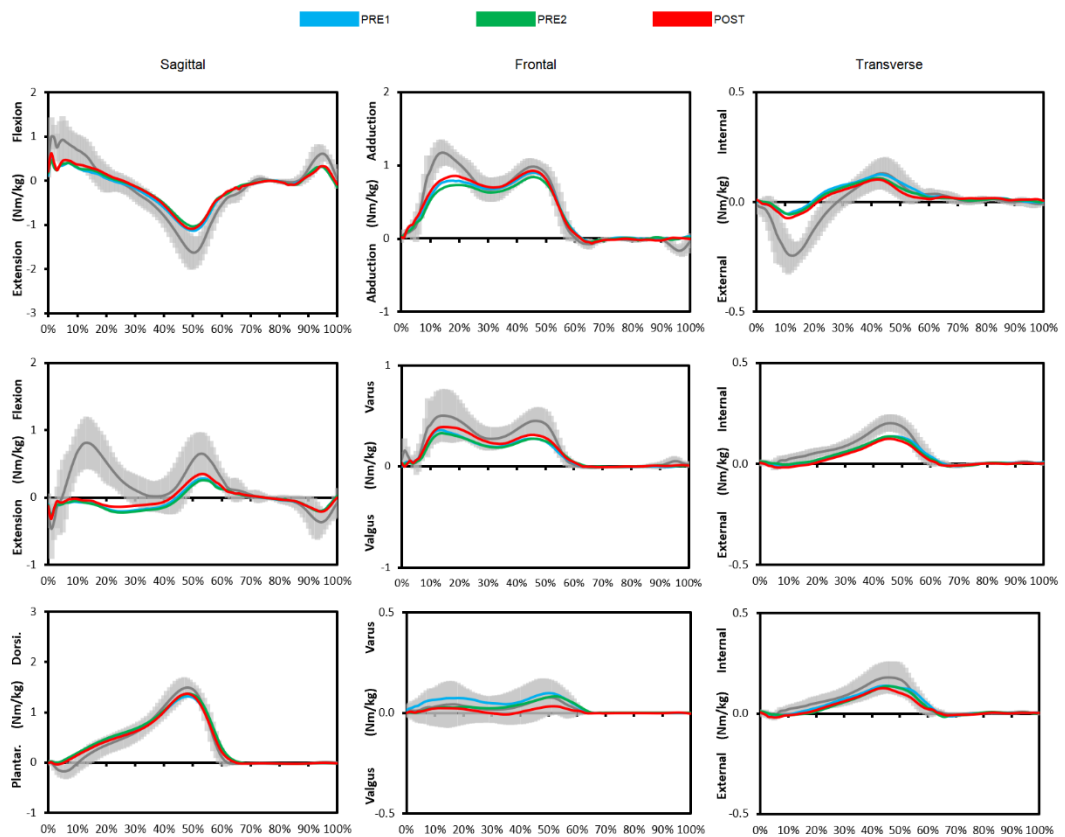 PRE1 PRE2 POST
Sagittal Frontal Transverse
Flexion (Nm/kg) Extension
2
1
0
-1
-2
-3
0% 10% 20% 30% 40% 50% 60% 70% 80% 90% 100%
Adduction (Nm/kg) Abduction
2
1
0
-1
0% 10% 20% 30% 40% 50% 60% 70% 80% 90% 100%
Internal (Nm/kg) External
0.5
0.0
-0.5
0% 10% 20% 30% 40% 50% 60% 70% 80% 90% 100%
Flexion (Nm/kg) Extension
2
1
0
-1
0% 10% 20% 30% 40% 50% 60% 70% 80% 90% 100%
Varus (Nm/kg) Valgus
1
0
-1
0% 10% 20% 30% 40% 50% 60% 70% 80% 90% 100%
Internal (Nm/kg) External
0.5
0.0
-0.5
0% 10% 20% 30% 40% 50% 60% 70% 80% 90% 100%
Dorsi. (Nm/kg) Plantar.
3
2
1
0
-1
0% 10% 20% 30% 40% 50% 60% 70% 80% 90% 100%
Varus (Nm/kg) Valgus
0.5
0.0
-0.5
0% 10% 20% 30% 40% 50% 60% 70% 80% 90% 100%
Internal (Nm/kg) External
0.5
0.0
-0.5
0% 10% 20% 30% 40% 50% 60% 70% 80% 90% 100%